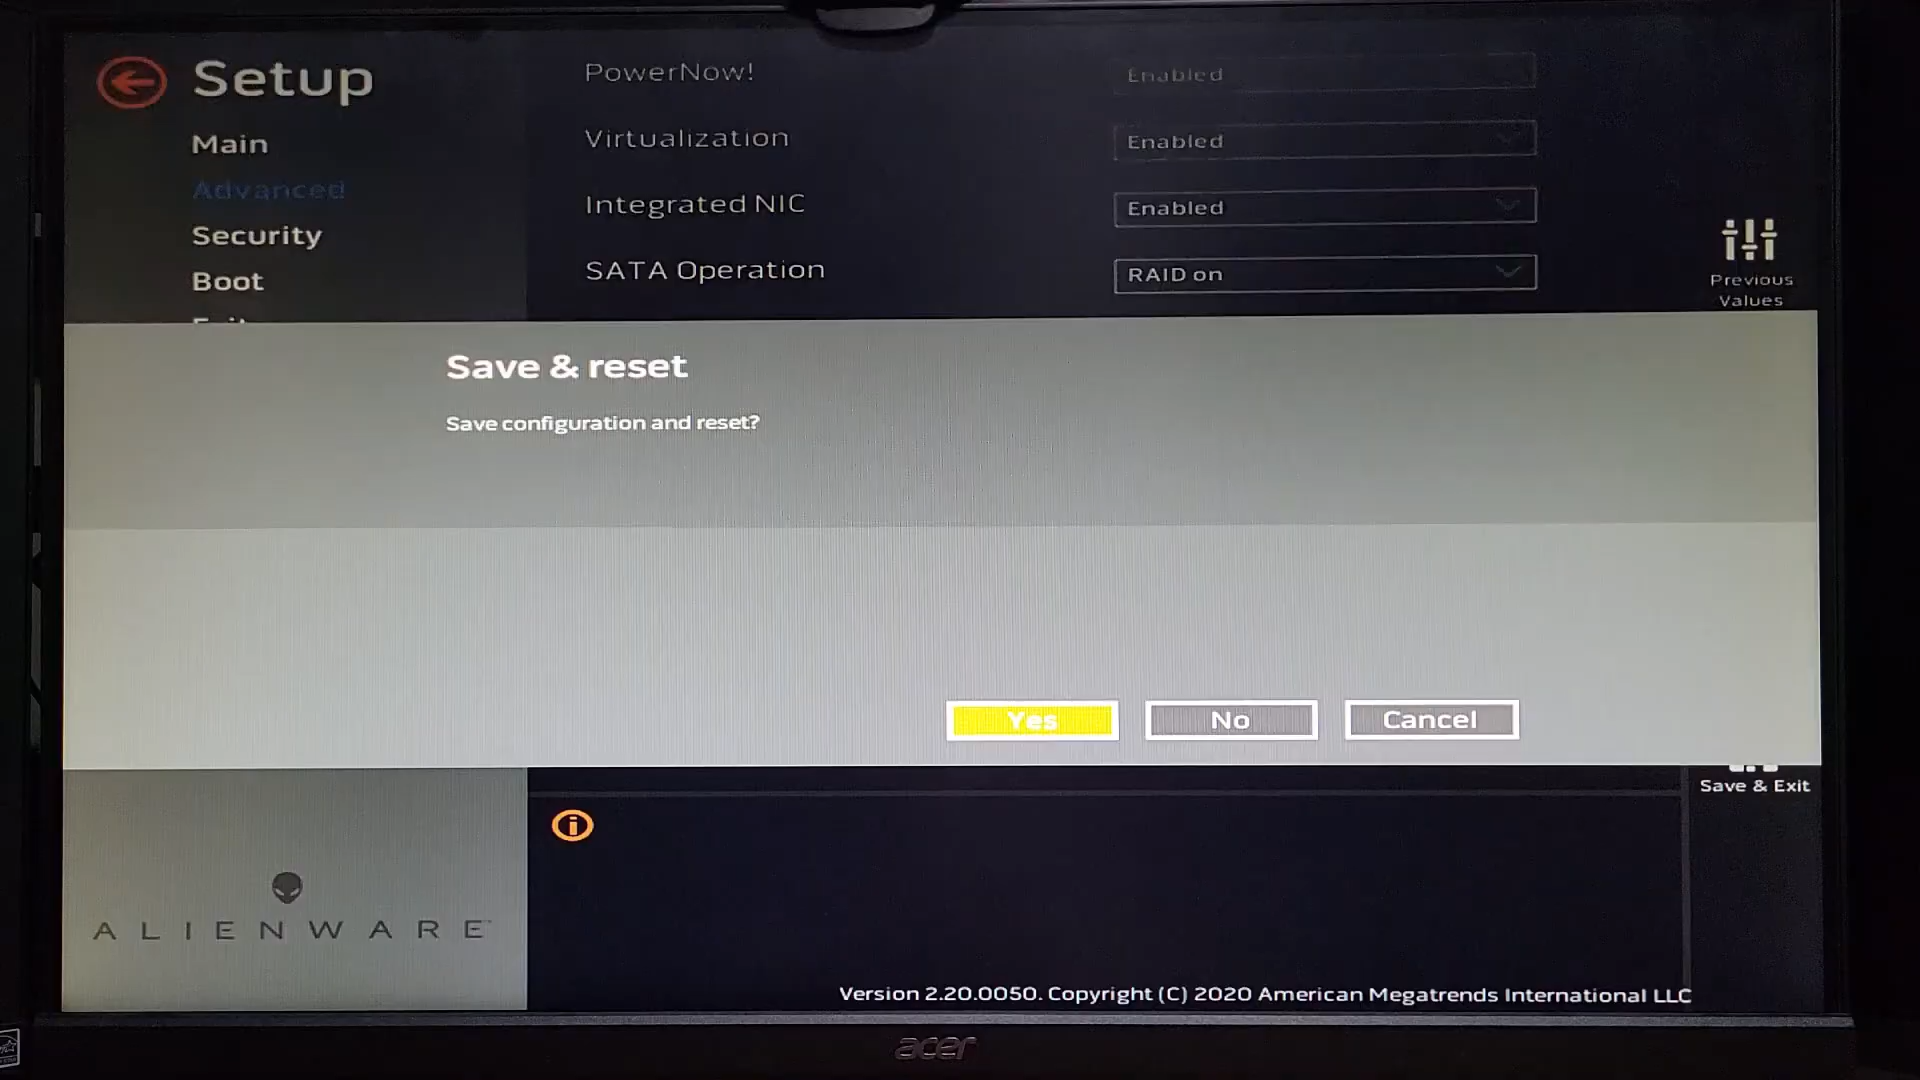 Setup
Main
Advanced
Security
Boot
Exit
PowerNow!
Enabled
Virtualization
Enabled
Integrated NIC
Enabled
SATA Operation
RAID on
Previous
Values
Save & reset
Save configuration and reset?
Yes
No
Cancel
Save & Exit
ALIENWARE
Version 2.20.0050. Copyright (C) 2020 American Megatrends International LLC
acer